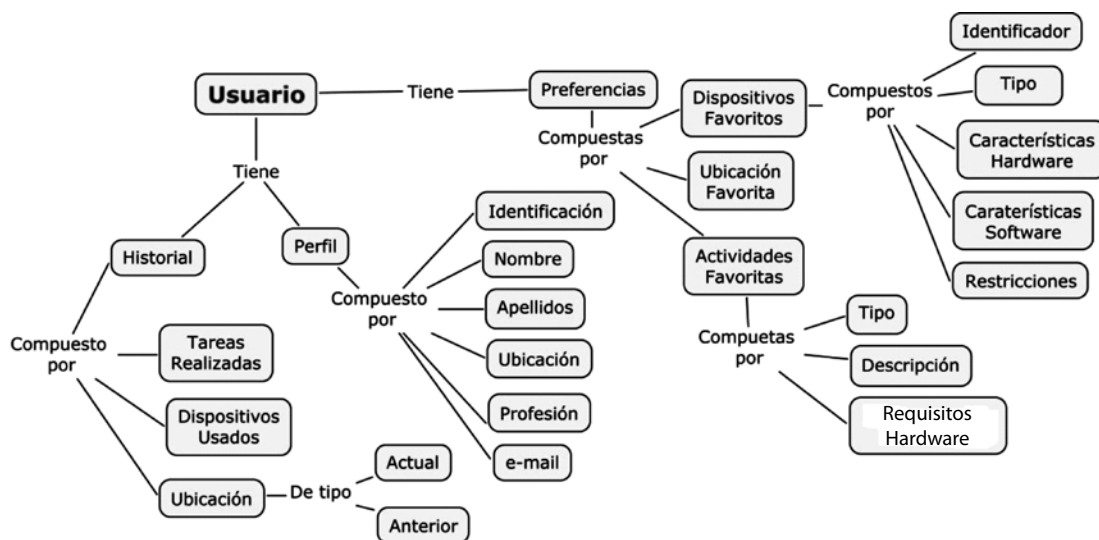 Usuario
Tiene
Preferencias
Compuestas
por
Dispositivos
Favoritos
Compuestos
por
Identificador
Tipo
Característícas
Hardware
Caraterísticas
Software
Restricciones
Ubicación
Favorita
Actividades
Favoritas
Compuetas
por
Tipo
Descripción
Requisitos
Hardware
Tiene
Historial
Perfil
Compuesto
por
Identificación
Nombre
Apellidos
Ubicación
Profesión
e-mail
Compuesto
por
Tareas
Realizadas
Dispositivos
Usados
Ubicación
De tipo
Actual
Anterior